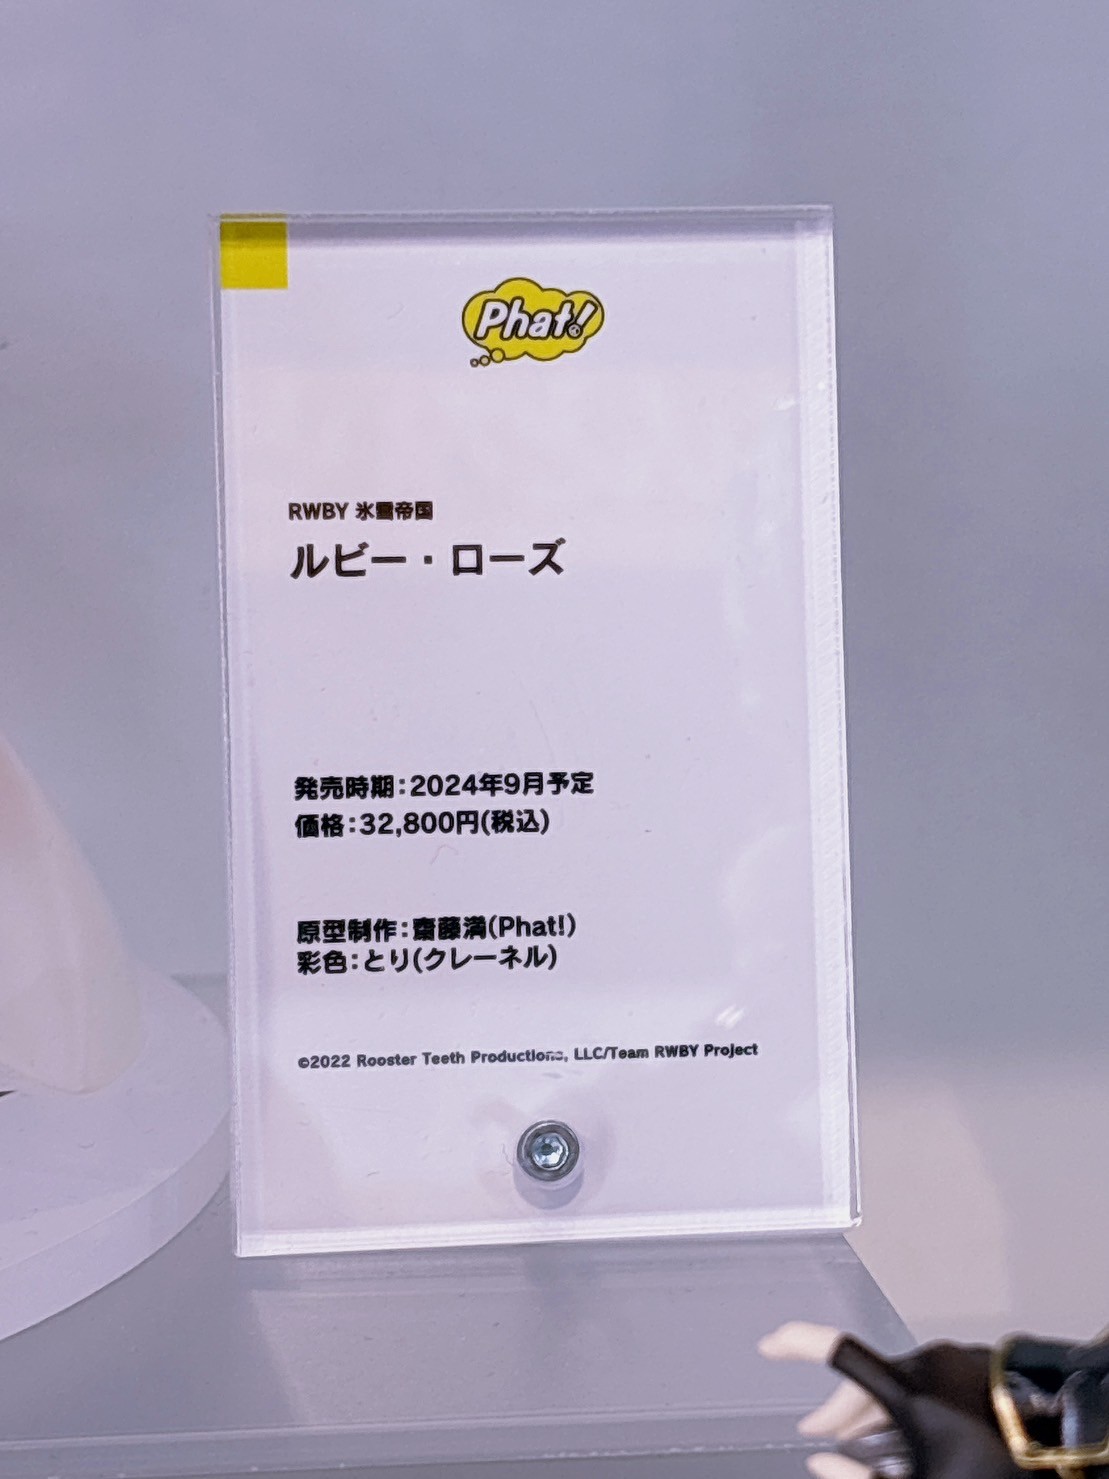 Phat!
RWBY 氷雪帝国
ルビー・ローズ
発売時期：2024年9月予定
価格：32,800円(税込)
原型制作：齋藤満(Phat!)
彩色：とり(クレーネル)
©2022 Rooster Teeth Productions, LLC/Team RWBY Project